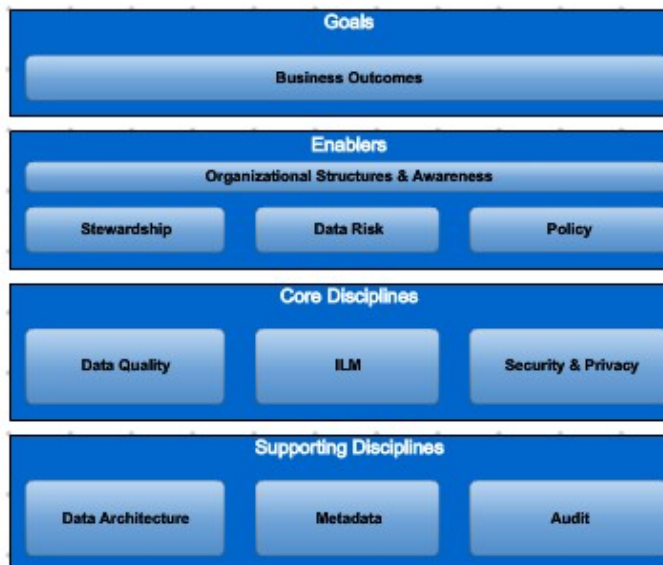 Goals
Business Outcomes
Enablers
Organizational Structures & Awareness
Stewardship
Data Risk
Policy
Core Disciplines
Data Quality
ILM
Security & Privacy
Supporting Disciplines
Data Architecture
Metadata
Audit